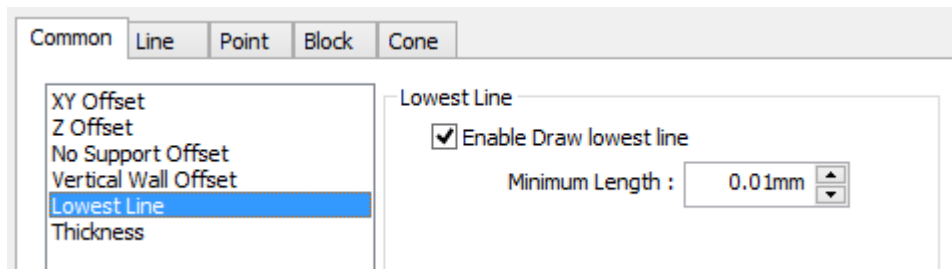 Common Line Point Block Cone
XY Offset
Z Offset
No Support Offset
Vertical Wall Offset
Lowest Line
Thickness
Lowest Line
Enable Draw lowest line
Minimum Length : 0.01mm